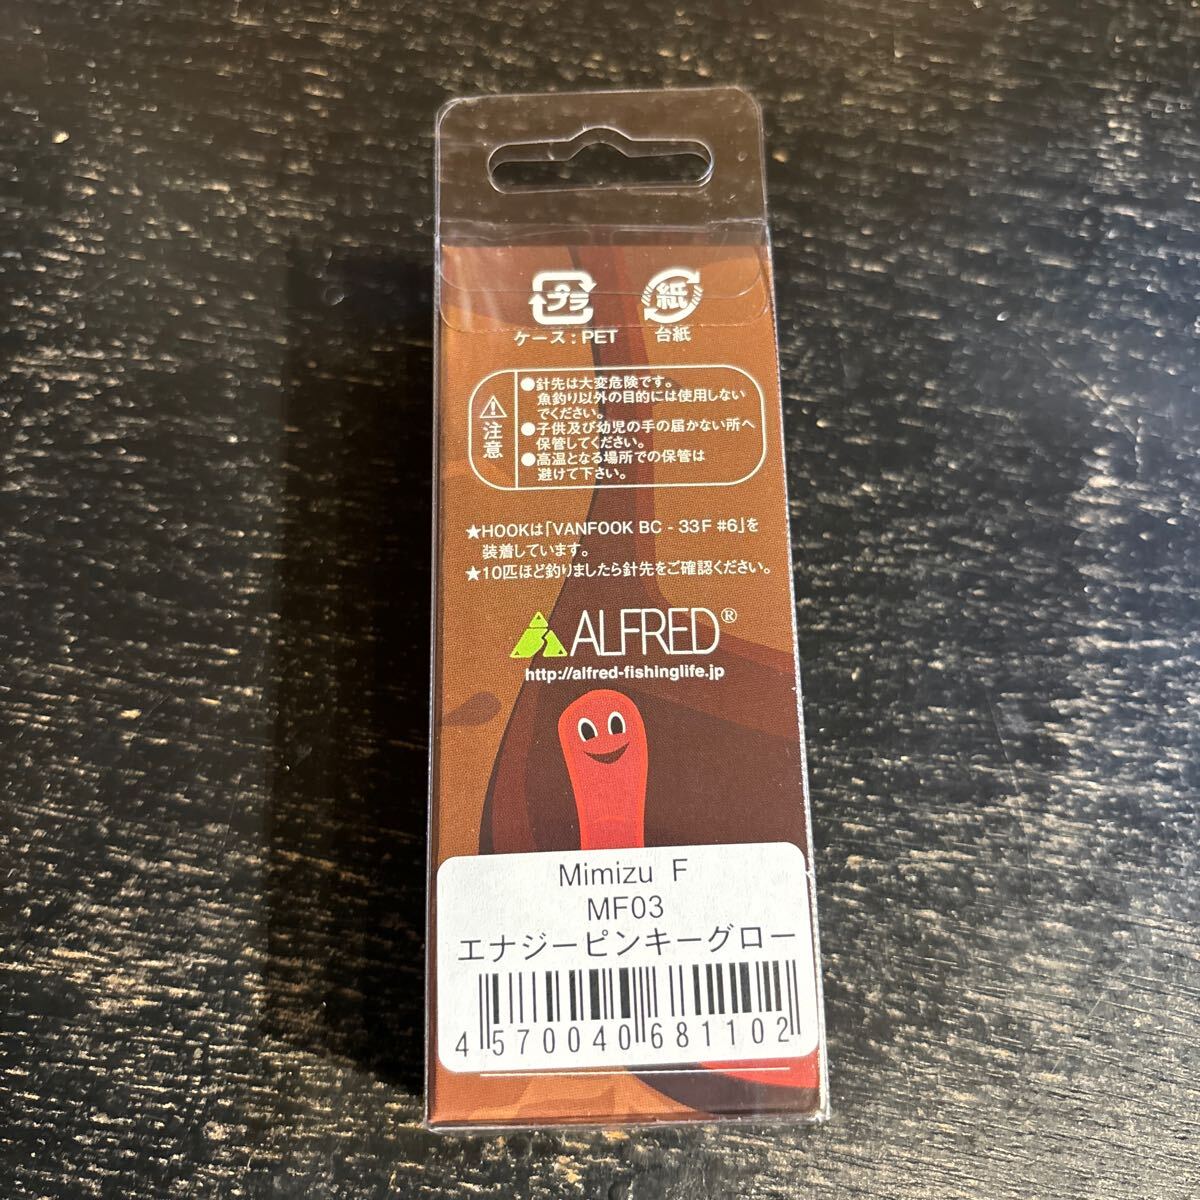 プラ
紙
ケース:PET
台紙
注意
●針先は大変危険です。
魚釣り以外の目的には使用しない
でください。
●子供及び幼児の手の届かない所へ
保管してください。
●高温となる場所での保管は
避けて下さい。
★HOOKは「VANFOOK BC - 33F #6」を
装着しています。
★10匹ほど釣りましたら針先をご確認ください。
ALFRED®
http://alfred-fishinglife.jp
Mimizu F
MF03
エナジーピンキーグロー
4 570040 681102